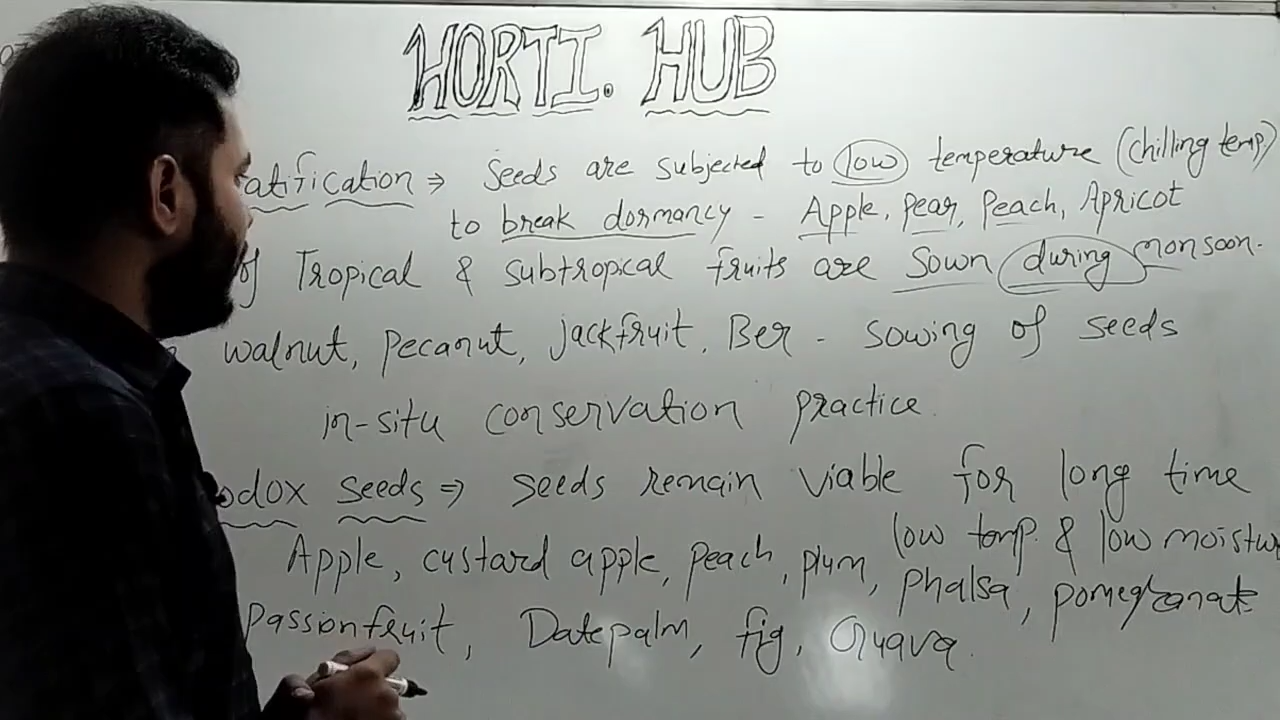 HORTI. HUB
atification ⇒ Seeds are subjected to low temperature (chilling temp)
to break dormancy - Apple, Pear, Peach, Apricot
of Tropical & subtropical fruits are sown during monsoon.
walnut, Pecanut, Jackfruit, Ber - Sowing of seeds
in-situ conservation practice.
odox seeds ⇒ seeds remain viable for long time
low temp. & low moistu
Apple, custard apple, peach, plum, Phalsa, pomegranate
Passionfruit, Datepalm, fig, Guava.